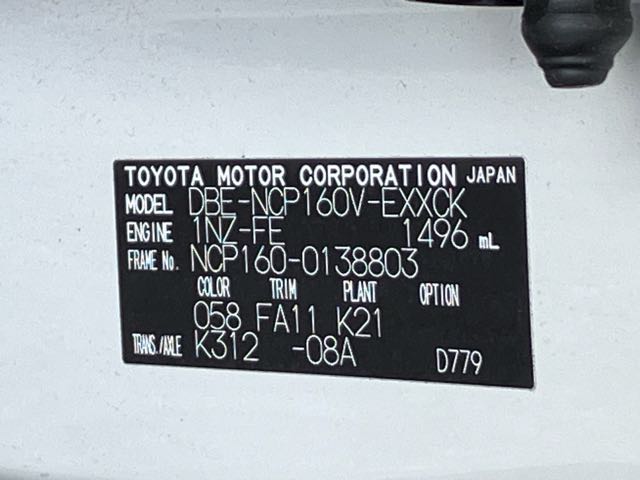 TOYOTA MOTOR CORPORATION JAPAN
MODEL DBE-NCP160V-EXXCK
ENGINE 1NZ-FE 1496 mL
FRAME No. NCP160-0138803
COLOR TRIM PLANT OPTION
058 FA11 K21
TRANS./AXLE K312 -08A D779